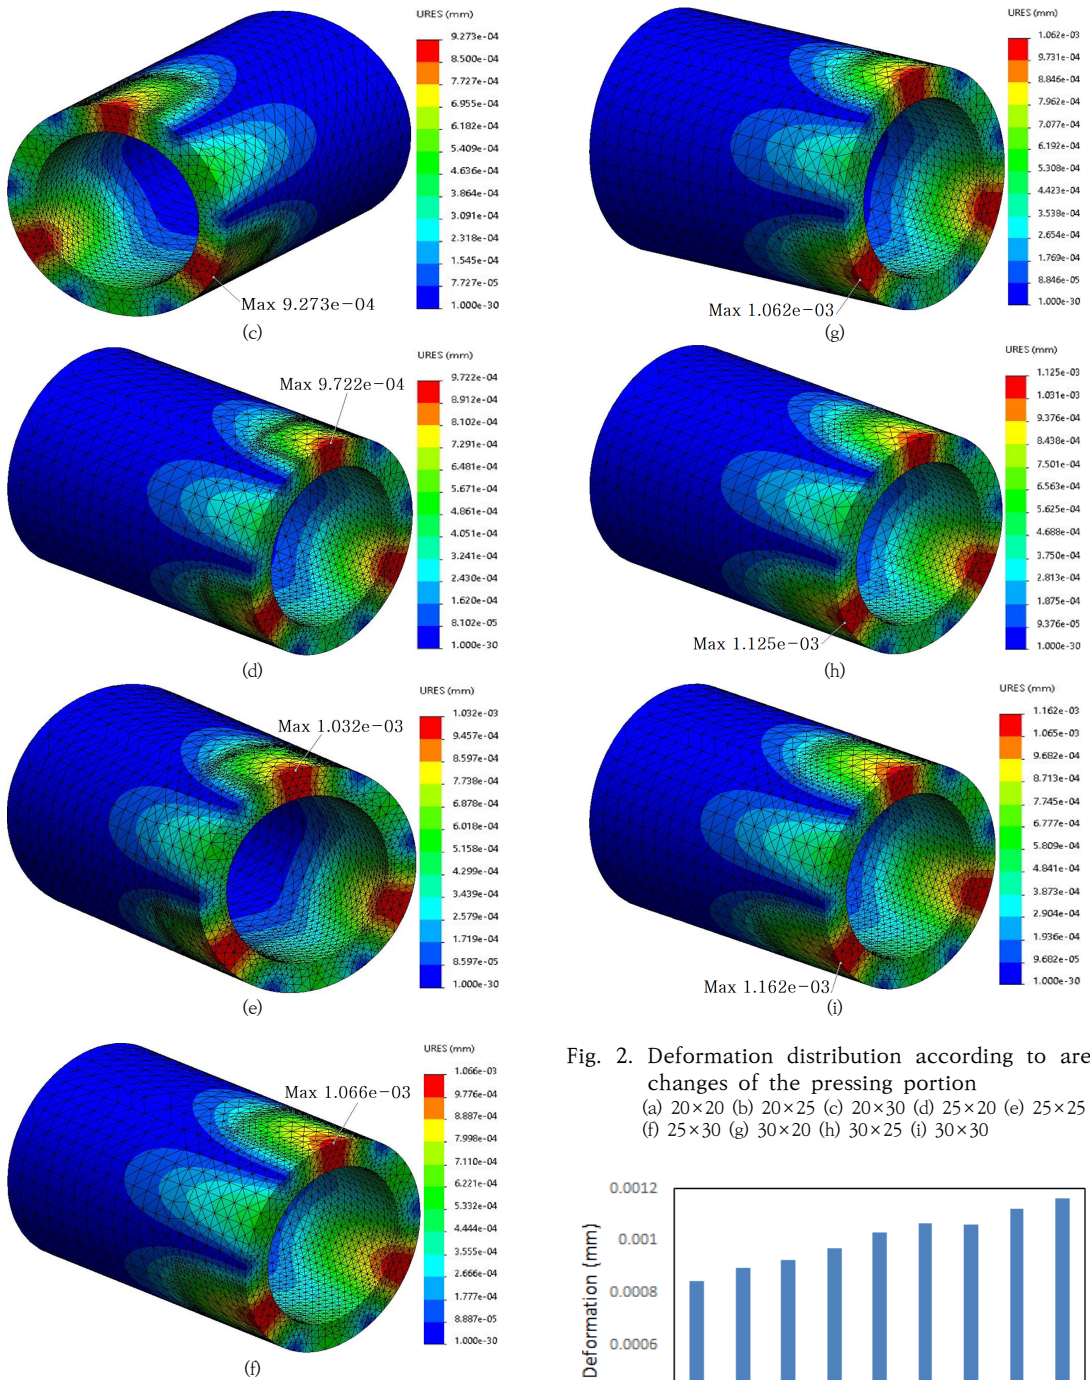 URES (mm)
9.273e-04
8.500e-04
7.727e-04
6.955e-04
6.182e-04
5.409e-04
4.636e-04
3.864e-04
3.091e-04
2.318e-04
1.545e-04
7.727e-05
1.000e-30
Max 9.273e-04
(c)
URES (mm)
9.722e-04
8.912e-04
8.102e-04
7.291e-04
6.481e-04
5.671e-04
4.861e-04
4.051e-04
3.241e-04
2.430e-04
1.620e-04
8.102e-05
1.000e-30
Max 9.722e-04
(d)
URES (mm)
1.032e-03
9.457e-04
8.597e-04
7.738e-04
6.878e-04
6.018e-04
5.158e-04
4.299e-04
3.439e-04
2.579e-04
1.719e-04
8.597e-05
1.000e-30
Max 1.032e-03
(e)
URES (mm)
1.066e-03
9.776e-04
8.887e-04
7.998e-04
7.110e-04
6.221e-04
5.332e-04
4.444e-04
3.555e-04
2.666e-04
1.777e-04
8.887e-05
1.000e-30
Max 1.066e-03
(f)
URES (mm)
1.062e-03
9.731e-04
8.846e-04
7.962e-04
7.077e-04
6.192e-04
5.308e-04
4.423e-04
3.538e-04
2.654e-04
1.769e-04
8.846e-05
1.000e-30
Max 1.062e-03
(g)
URES (mm)
1.125e-03
1.031e-03
9.376e-04
8.438e-04
7.501e-04
6.563e-04
5.625e-04
4.688e-04
3.750e-04
2.813e-04
1.875e-04
9.376e-05
1.000e-30
Max 1.125e-03
(h)
URES (mm)
1.162e-03
1.065e-03
9.682e-04
8.713e-04
7.745e-04
6.777e-04
5.809e-04
4.841e-04
3.873e-04
2.904e-04
1.936e-04
9.682e-05
1.000e-30
Max 1.162e-03
(i)
Fig. 2. Deformation distribution according to are
changes of the pressing portion
(a) 20×20 (b) 20×25 (c) 20×30 (d) 25×20 (e) 25×25
(f) 25×30 (g) 30×20 (h) 30×25 (i) 30×30
0.0012
0.001
0.0008
0.0006
Deformation (mm)